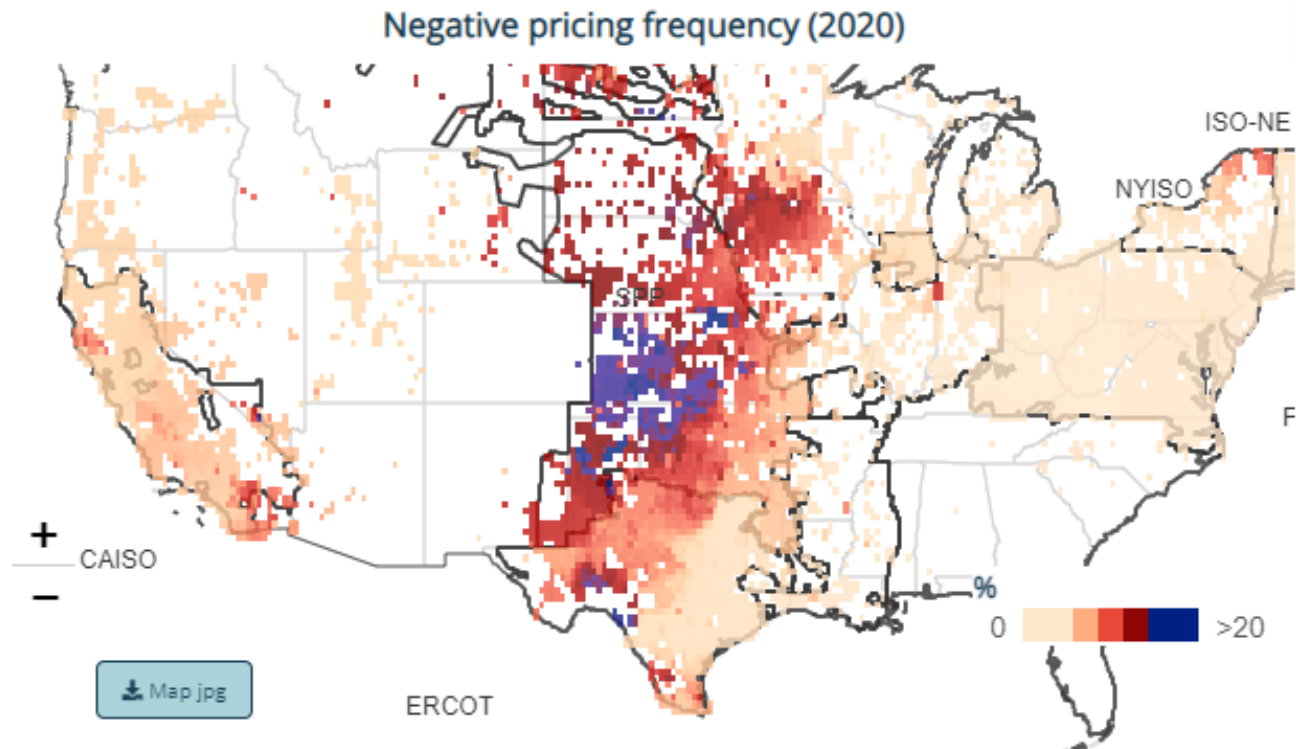 Negative pricing frequency (2020)
ISO-NE
NYISO
SPP
F
+
CAISO
−
%
0
>20
Map jpg
ERCOT